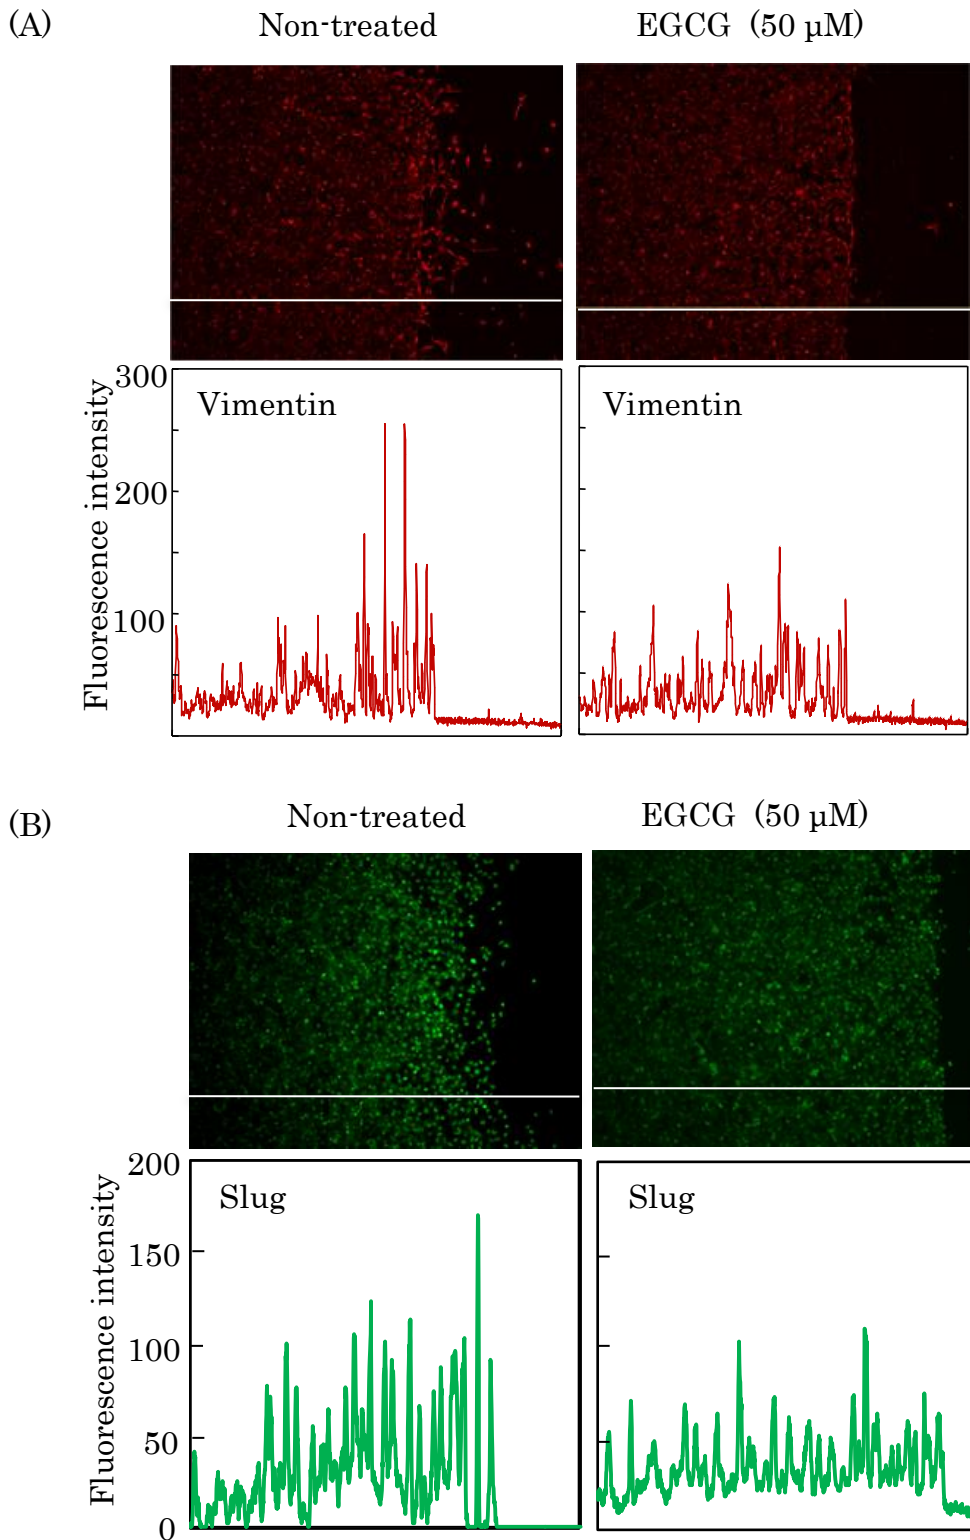 (A)
Non-treated
EGCG (50 µM)
Fluorescence intensity
300
200
100
Vimentin
Vimentin
(B)
Non-treated
EGCG (50 µM)
Fluorescence intensity
200
150
100
50
0
Slug
Slug